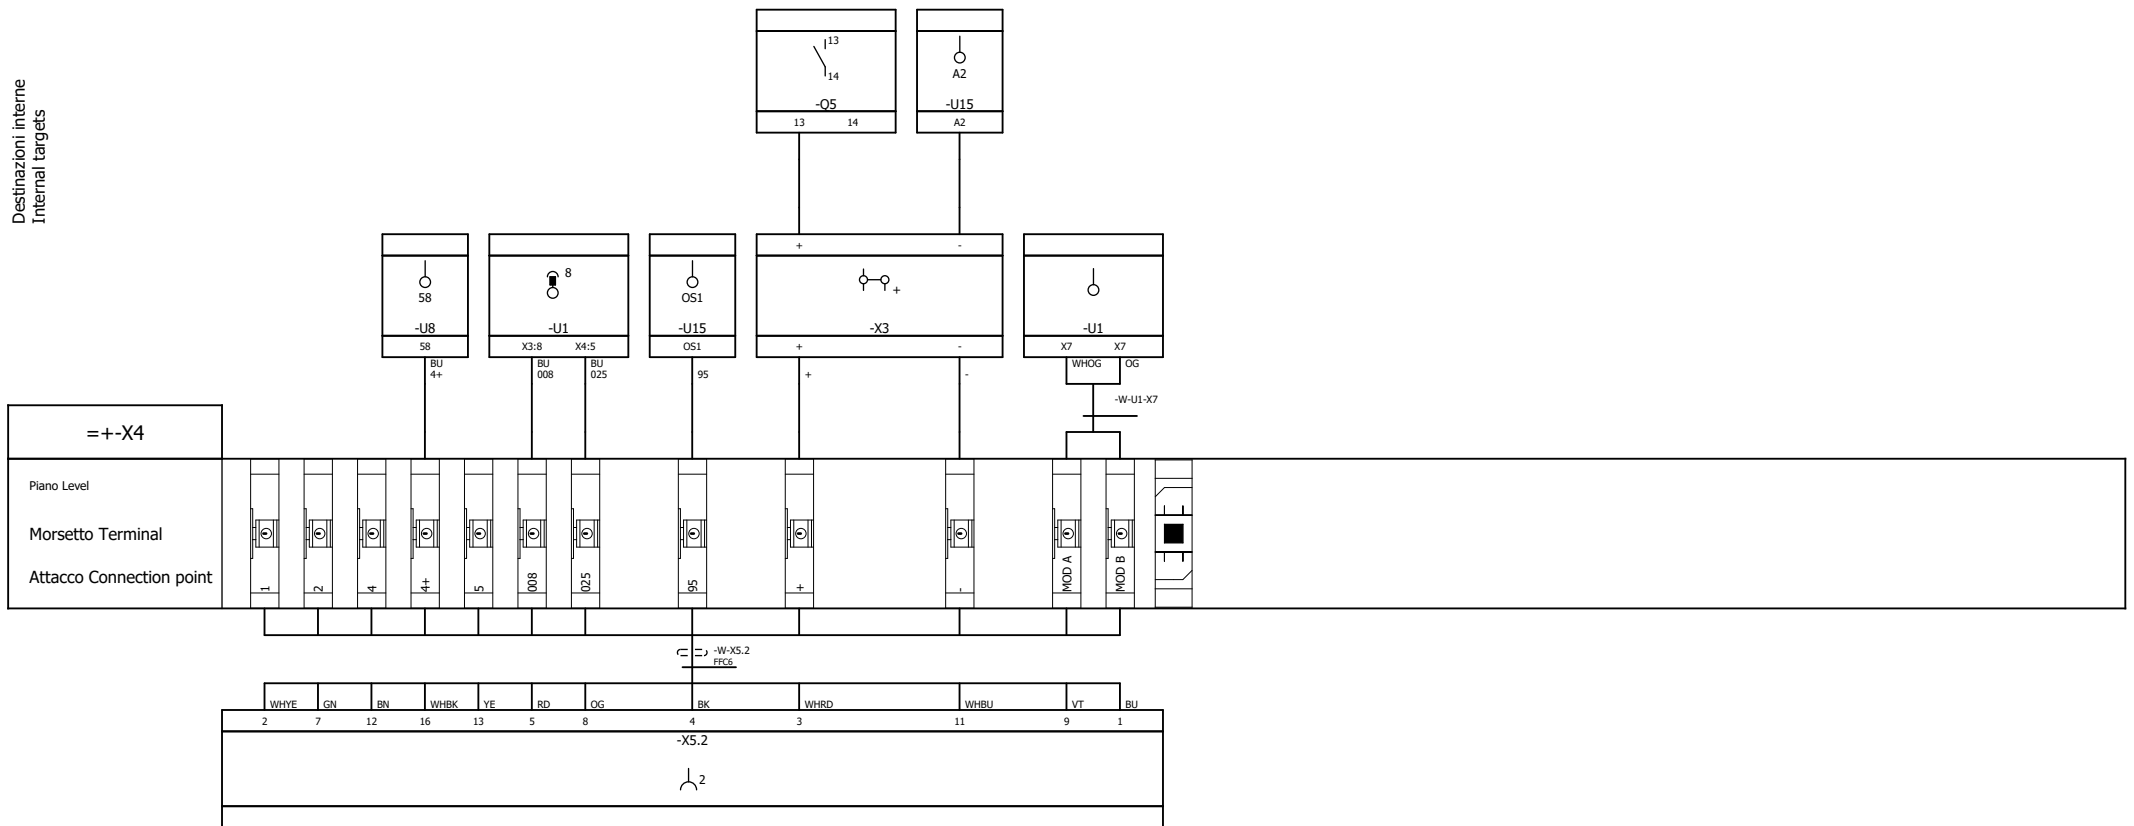 Destinazioni interne
Internal targets
13
14
-Q5
13 14
A2
-U15
A2
58
-U8
58
8
-U1
X3:8 X4:5
OS1
-U15
OS1
+ -
+
-X3
+ -
-U1
X7 X7
BU
4+
BU
008
BU
025
95
+
-
WHOG OG
-W-U1-X7
=+-X4
Piano Level
Morsetto Terminal
Attacco Connection point
1
2
4
4+
5
008
025
95
+
-
MOD A
MOD B
-W-X5.2
FFC6
WHYE GN BN WHBK YE RD OG BK WHRD WHBU VT BU
2 7 12 16 13 5 8 4 3 11 9 1
-X5.2
2